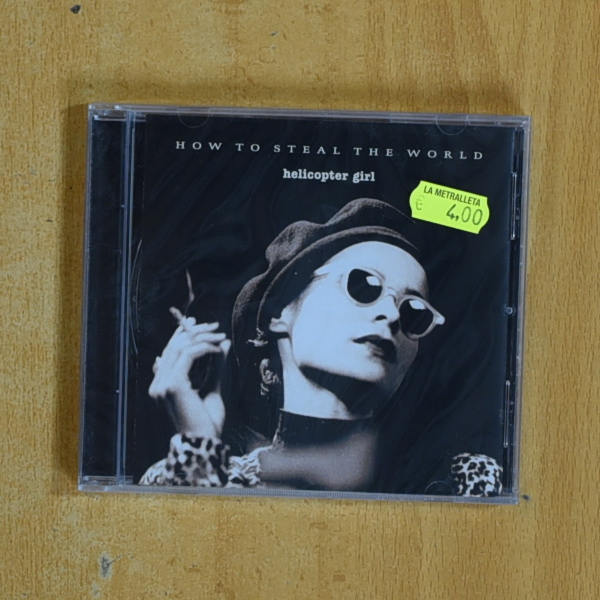 HOW TO STEAL THE WORLD
helicopter girl
LA METRALLETA
€ 4,00